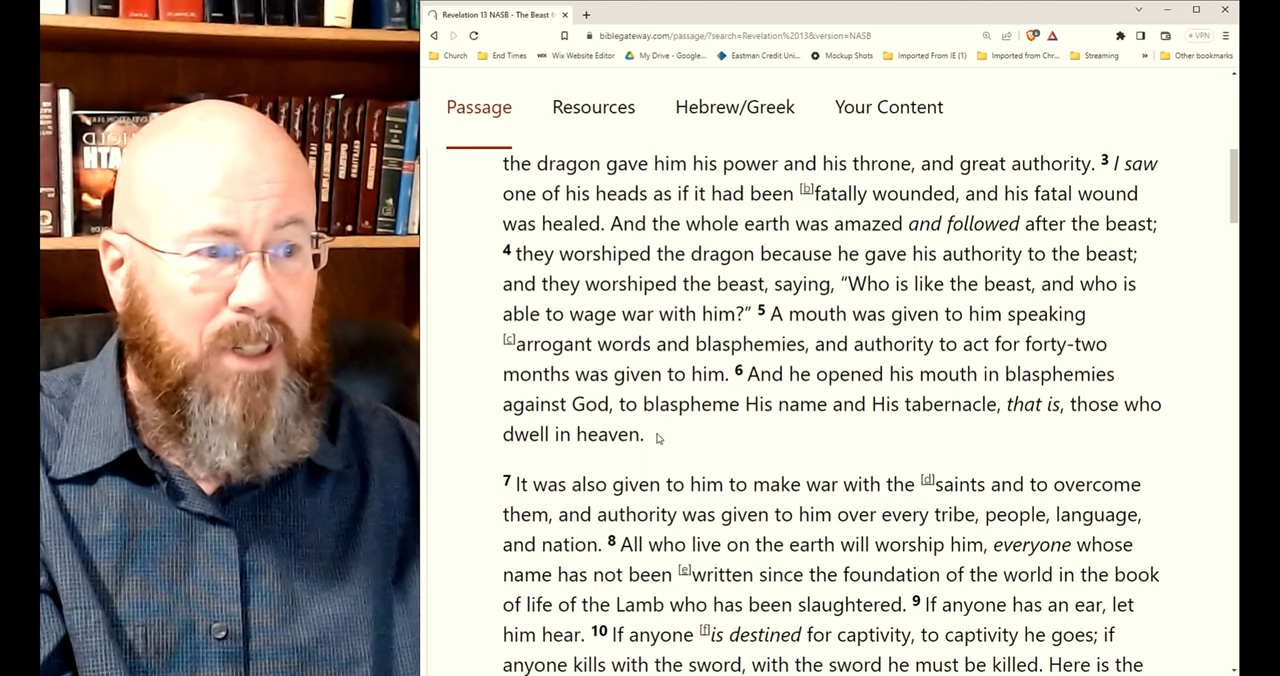 Revelation 13 NASB - The Beast f
biblegateway.com/passage/?search=Revelation%2013&version=NASB
VPN
Church
End Times
Wix Website Editor
My Drive - Google...
Eastman Credit Uni...
Mockup Shots
Imported From IE (1)
Imported from Chr...
Streaming
Other bookmarks
Passage
Resources
Hebrew/Greek
Your Content
the dragon gave him his power and his throne, and great authority. 3 I saw
one of his heads as if it had been [b]fatally wounded, and his fatal wound
was healed. And the whole earth was amazed and followed after the beast;
4 they worshiped the dragon because he gave his authority to the beast;
and they worshiped the beast, saying, “Who is like the beast, and who is
able to wage war with him?” 5 A mouth was given to him speaking
[c]arrogant words and blasphemies, and authority to act for forty-two
months was given to him. 6 And he opened his mouth in blasphemies
against God, to blaspheme His name and His tabernacle, that is, those who
dwell in heaven.
7 It was also given to him to make war with the [d]saints and to overcome
them, and authority was given to him over every tribe, people, language,
and nation. 8 All who live on the earth will worship him, everyone whose
name has not been [e]written since the foundation of the world in the book
of life of the Lamb who has been slaughtered. 9 If anyone has an ear, let
him hear. 10 If anyone [f]is destined for captivity, to captivity he goes; if
anyone kills with the sword, with the sword he must be killed. Here is the